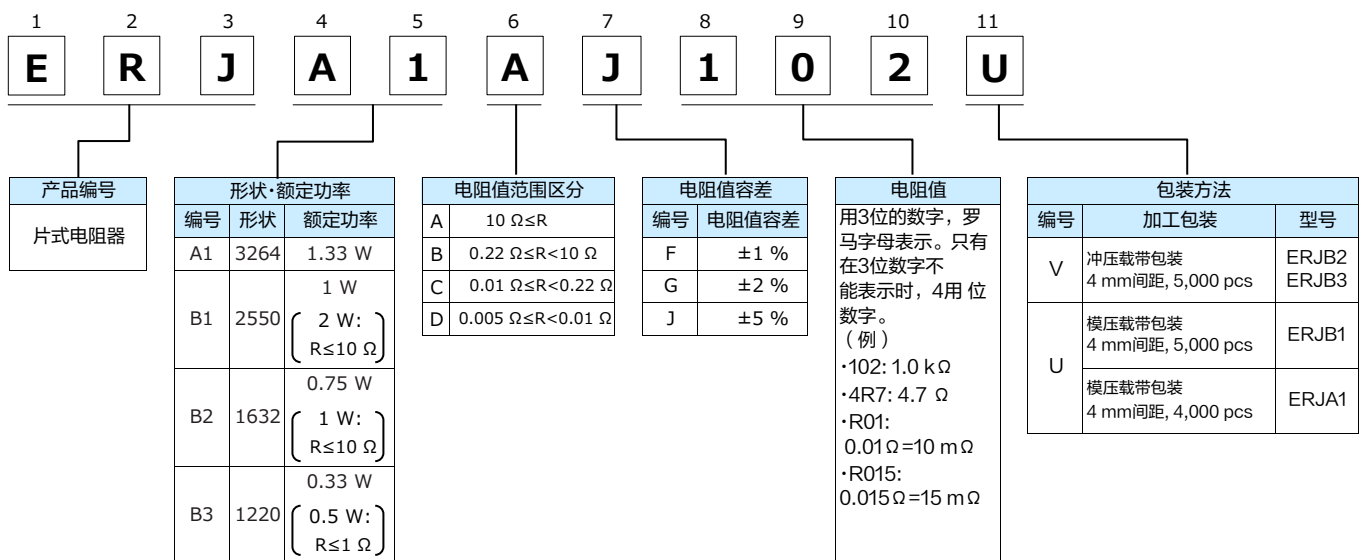 1 2 3 4 5 6 7 8 9 10 11
E R J A 1 A J 1 0 2 U
产品编号
片式电阻器
形状·额定功率
编号 形状 额定功率
A1 3264 1.33 W
B1 2550 1 W
2 W:
R≤10 Ω
B2 1632 0.75 W
1 W:
R≤10 Ω
B3 1220 0.33 W
0.5 W:
R≤1 Ω
电阻值范围区分
A 10 Ω≤R
B 0.22 Ω≤R<10 Ω
C 0.01 Ω≤R<0.22 Ω
D 0.005 Ω≤R<0.01 Ω
电阻值容差
编号 电阻值容差
F ±1 %
G ±2 %
J ±5 %
电阻值
用3位的数字，罗
马字母表示。只有
在3位数字不
能表示时，4用 位
数字。
（例）
·102: 1.0 kΩ
·4R7: 4.7 Ω
·R01:
0.01Ω=10 mΩ
·R015:
0.015Ω=15 mΩ
包装方法
编号 加工包装 型号
V 冲压载带包装
4 mm间距, 5,000 pcs
ERJB2
ERJB3
U 模压载带包装
4 mm间距, 5,000 pcs
ERJB1
模压载带包装
4 mm间距, 4,000 pcs
ERJA1